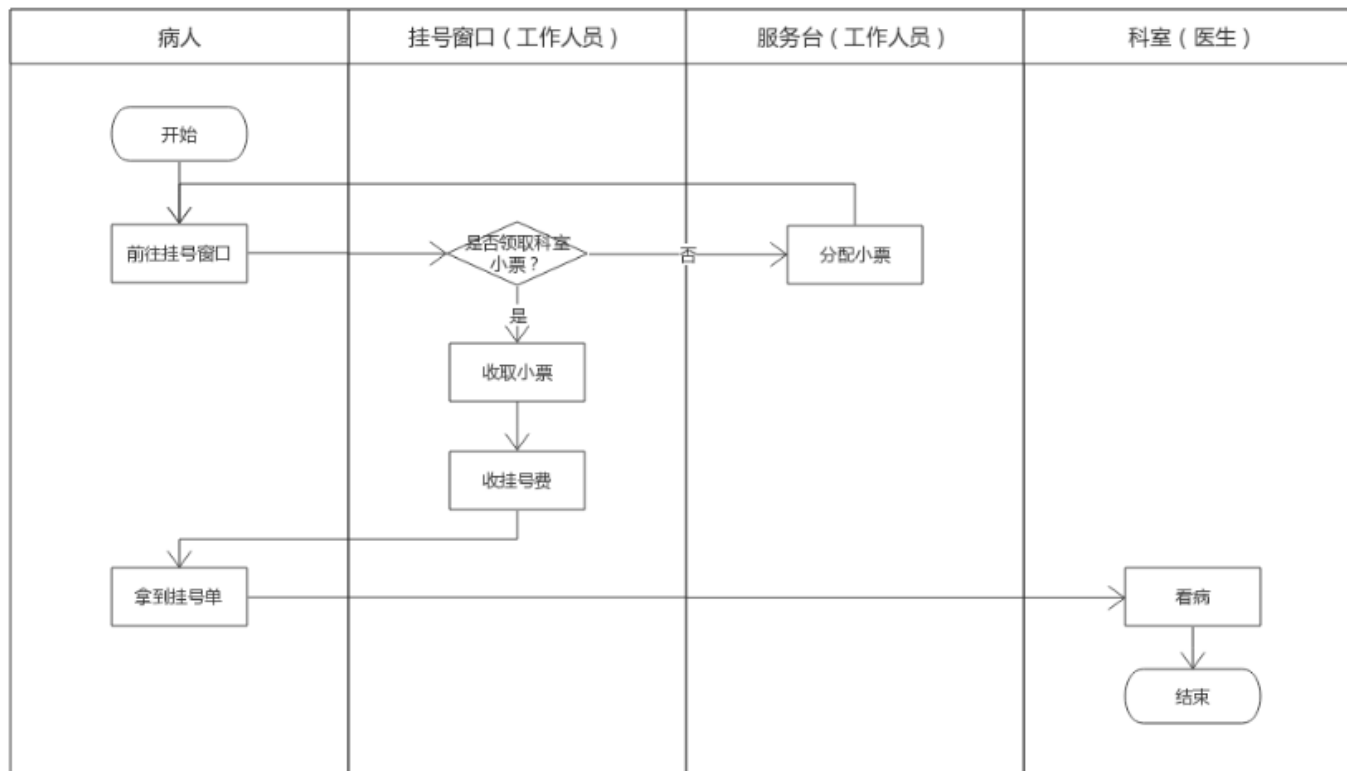 病人
挂号窗口（工作人员）
服务台（工作人员）
科室（医生）
开始
前往挂号窗口
是否领取科室
小票？
否
分配小票
是
收取小票
收挂号费
拿到挂号单
看病
结束